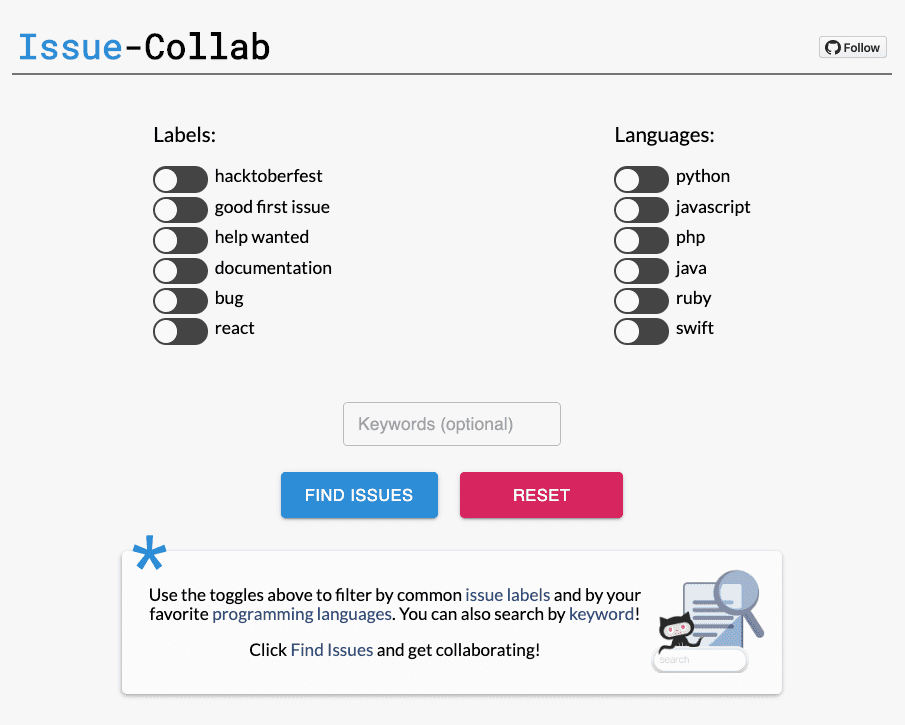 Issue-Collab
Follow
Labels:
hacktoberfest
good first issue
help wanted
documentation
bug
react
Languages:
python
javascript
php
java
ruby
swift
Keywords (optional)
FIND ISSUES
RESET
*
Use the toggles above to filter by common issue labels and by your
favorite programming languages. You can also search by keyword!
Click Find Issues and get collaborating!
search